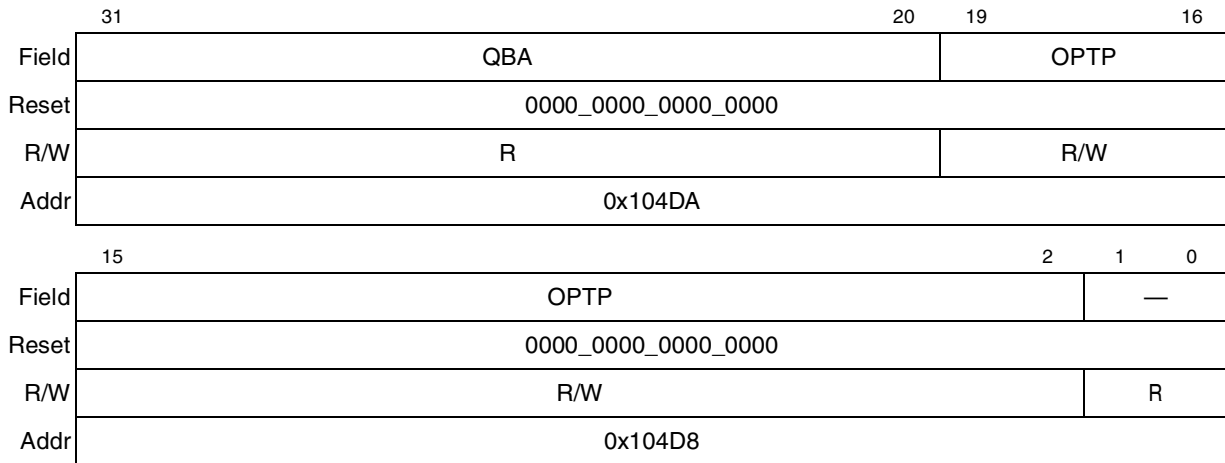 31 20 19 16
Field QBA OPTP
Reset 0000_0000_0000_0000
R/W R R/W
Addr 0x104DA
15 2 1 0
Field OPTP —
Reset 0000_0000_0000_0000
R/W R/W R
Addr 0x104D8